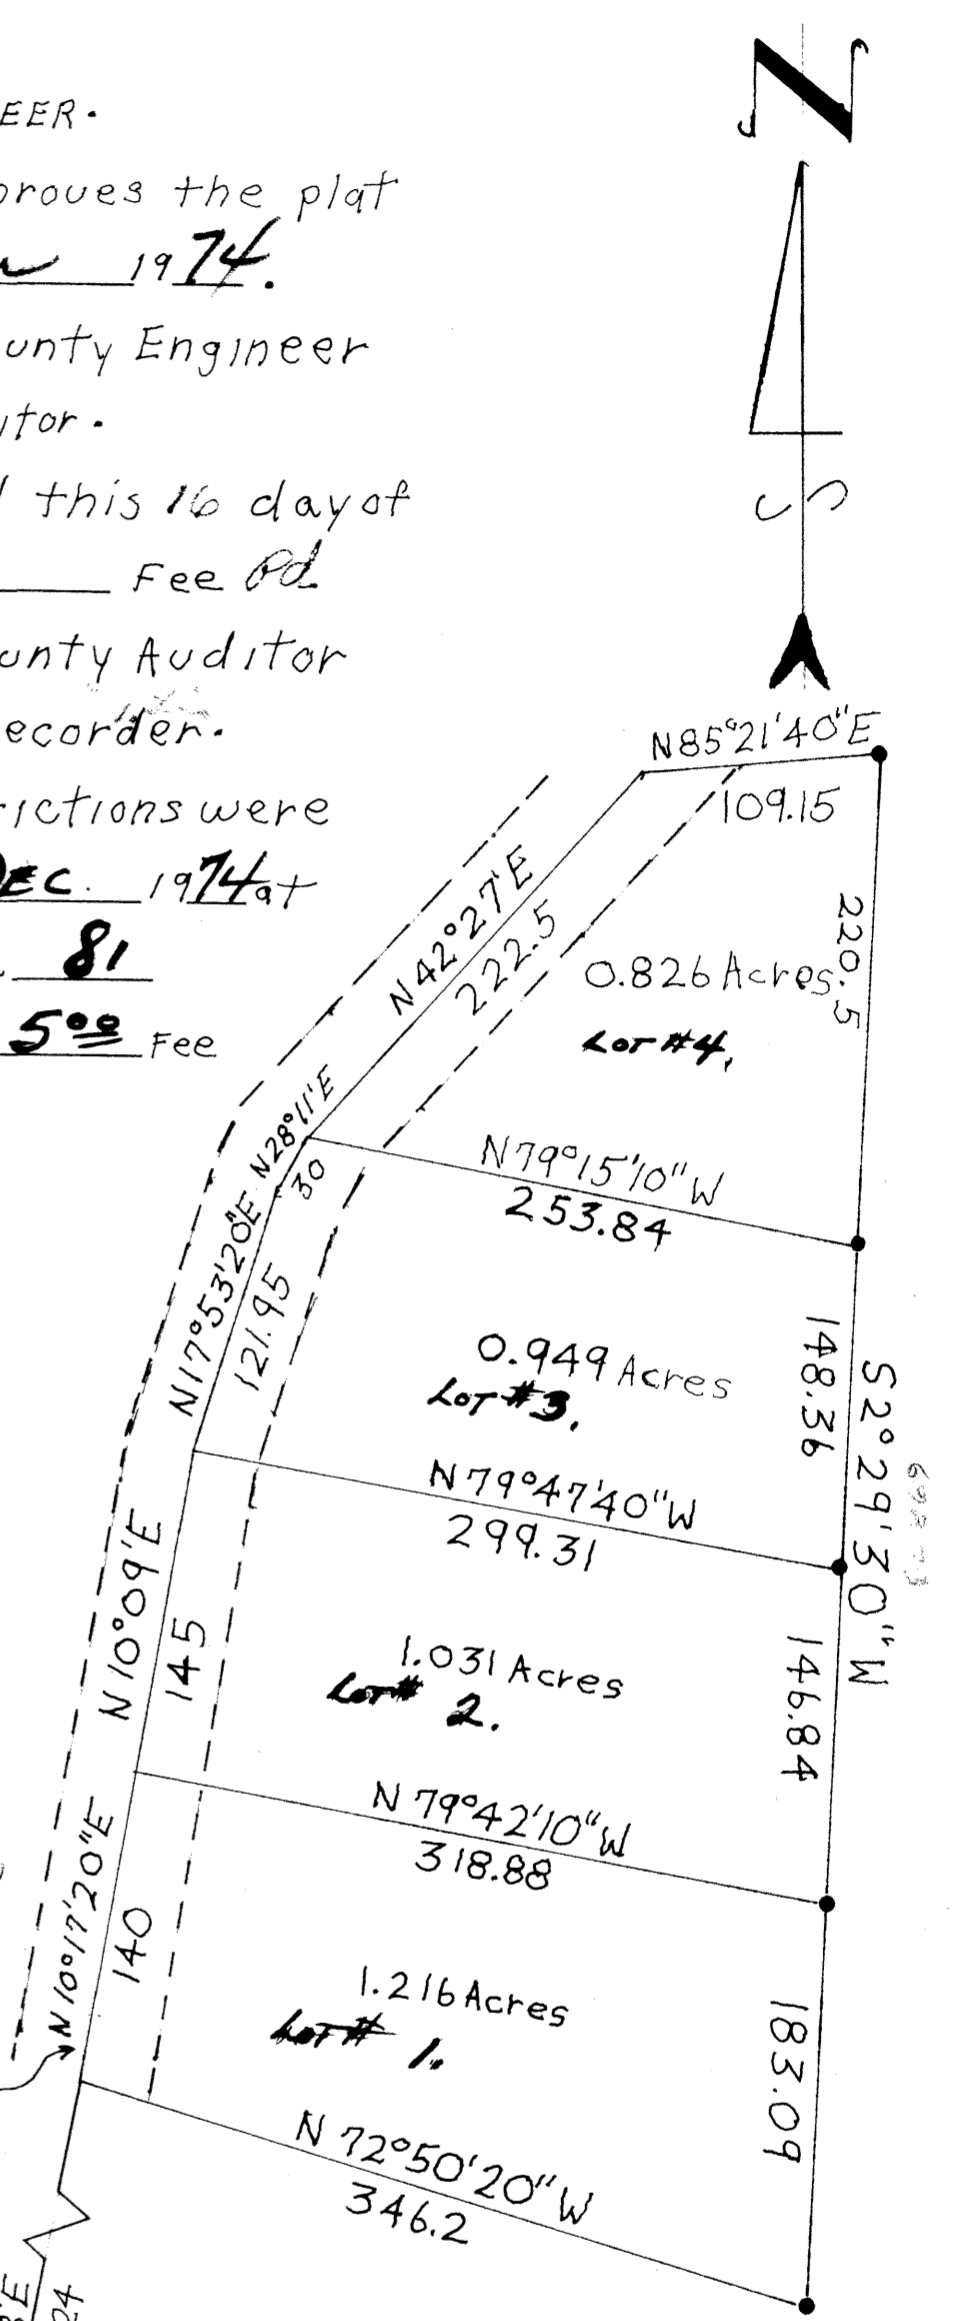 N
EER.
proves the plat
1974.
unty Engineer
itor.
this 16 day of
S
Fee Pd
unty Auditor
ecorder.
rictions were
DEC. 1974 at
81
5 00 Fee
N85°21'40"E
109.15
N42°27'E
222.5
220.5
0.826 Acres.
Lot #4.
N28°11'E
30
N79°15'10"W
253.84
N17°53'20"E
121.95
148.36
0.949 Acres
Lot #3.
S2°29'30"W
N79°47'40"W
299.31
N10°09'E
145
146.84
1.031 Acres
Lot # 2.
N 79°42'10"W
318.88
N10°17'20"E
140
183.09
1.216 Acres
Lot # 1.
N 72°50'20"W
346.2
'E
24